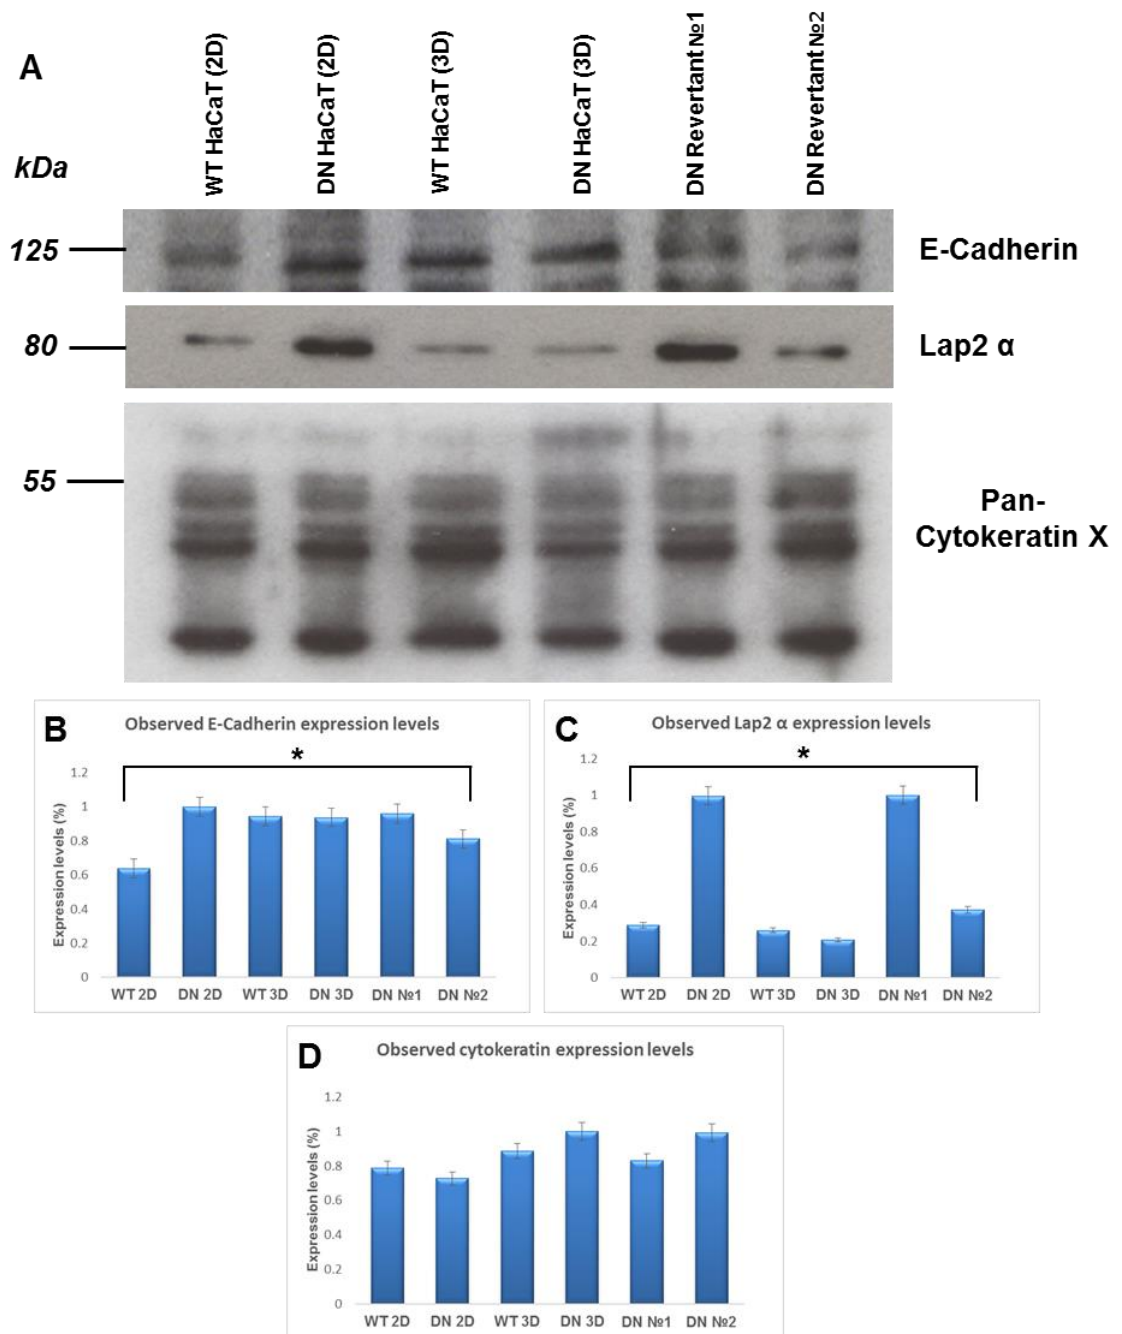 A
WT HaCaT (2D)
DN HaCaT (2D)
WT HaCaT (3D)
DN HaCaT (3D)
DN Revertant №1
DN Revertant №2
kDa
125
E-Cadherin
80
Lap2 α
55
Pan-
Cytokeratin X
B
Observed E-Cadherin expression levels
*
Expression levels (%)
1.2
1
0.8
0.6
0.4
0.2
0
WT 2D DN 2D WT 3D DN 3D DN №1 DN №2
C
Observed Lap2 α expression levels
*
Expression levels (%)
1.2
1
0.8
0.6
0.4
0.2
0
WT 2D DN 2D WT 3D DN 3D DN №1 DN №2
D
Observed cytokeratin expression levels
Expression levels (%)
1.2
1
0.8
0.6
0.4
0.2
0
WT 2D DN 2D WT 3D DN 3D DN №1 DN №2